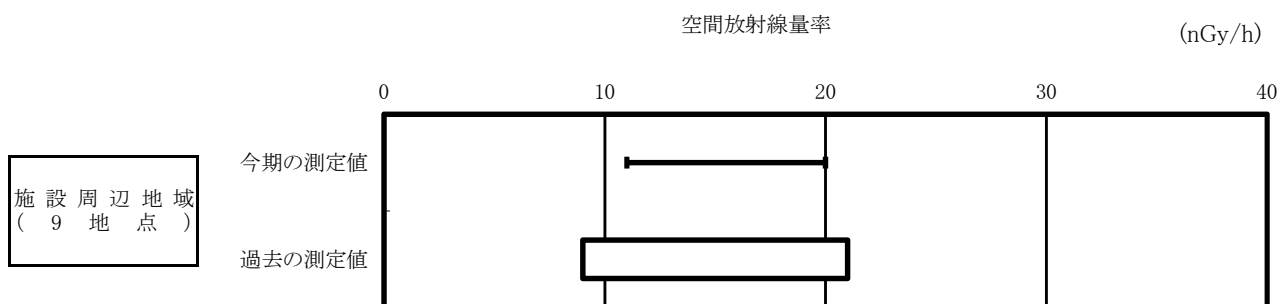 空間放射線量率
(nGy/h)
0 10 20 30 40
今期の測定値
施設周辺地域
(9地点)
過去の測定値